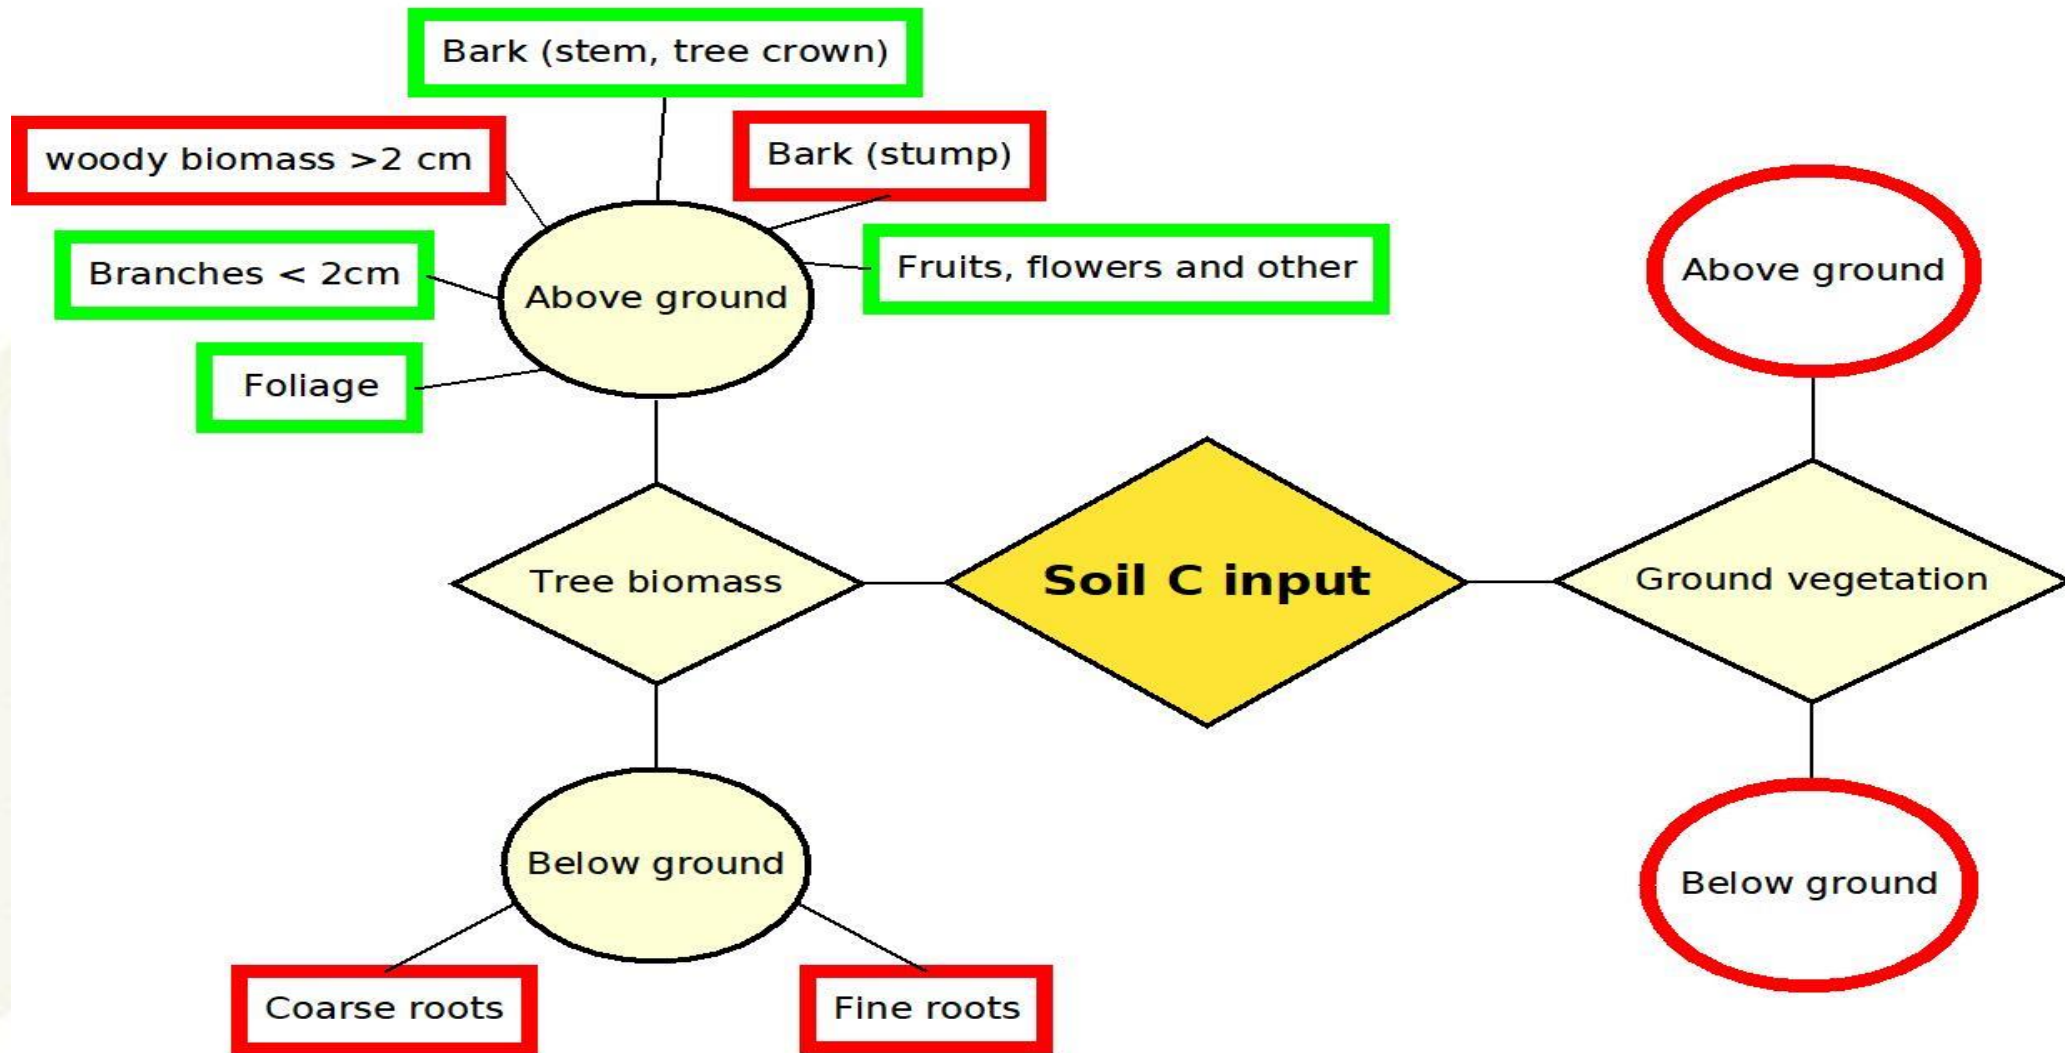 Bark (stem, tree crown)
woody biomass >2 cm
Bark (stump)
Branches < 2cm
Fruits, flowers and other
Above ground
Foliage
Above ground
Tree biomass
Soil C input
Ground vegetation
Below ground
Below ground
Coarse roots
Fine roots